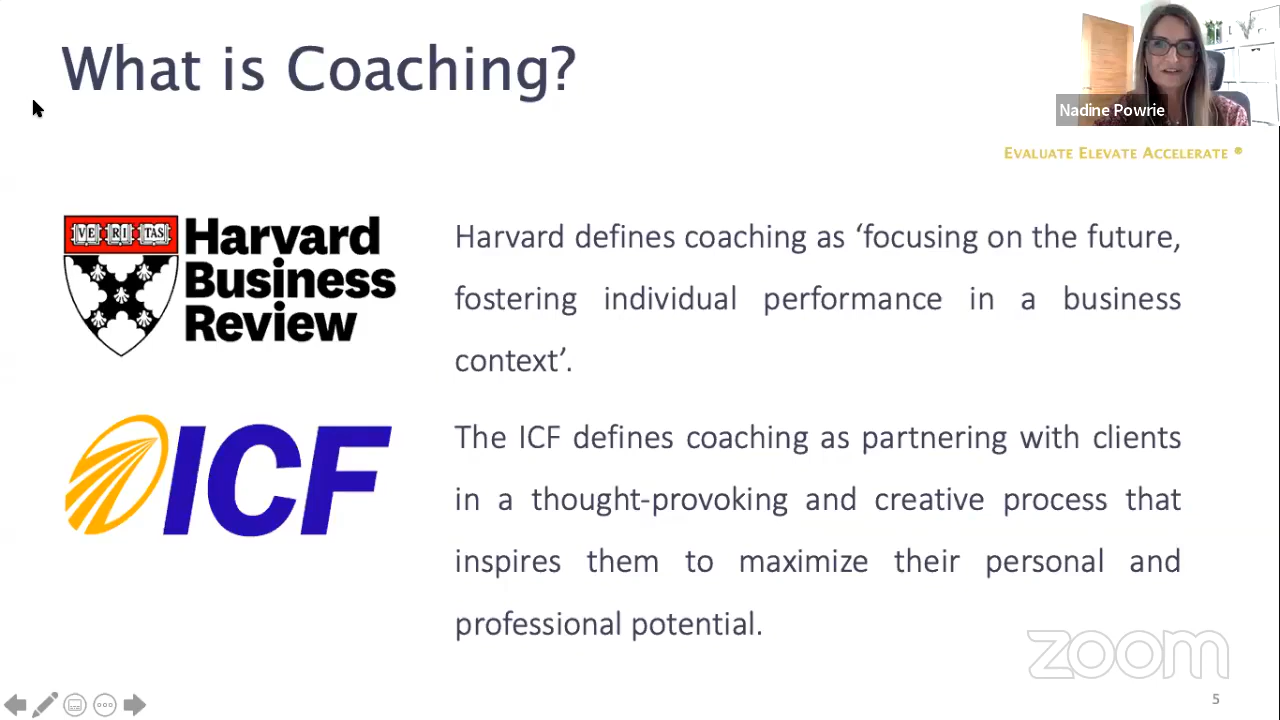 What is Coaching?
Nadine Powrie
EVALUATE ELEVATE ACCELERATE ®
VE RI TAS
Harvard
Business
Review
Harvard defines coaching as ‘focusing on the future,
fostering individual performance in a business
context’.
ICF
The ICF defines coaching as partnering with clients
in a thought-provoking and creative process that
inspires them to maximize their personal and
professional potential.
zoom
5